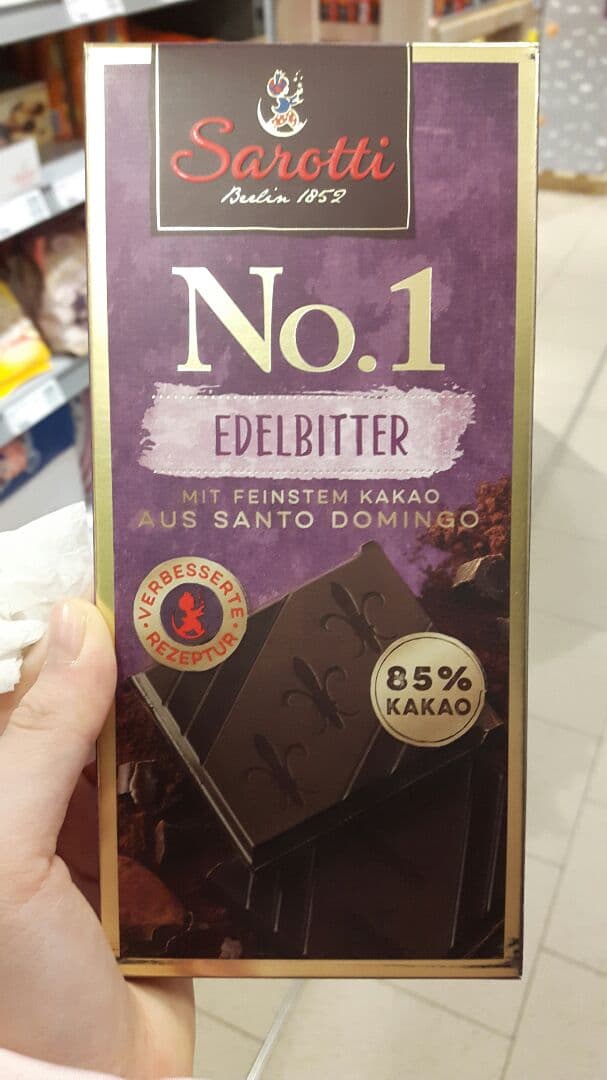 Sarotti
Berlin 1852
No.1
EDELBITTER
MIT FEINSTEM KAKAO
AUS SANTO DOMINGO
VERBESSERTE
REZEPTUR
85%
KAKAO